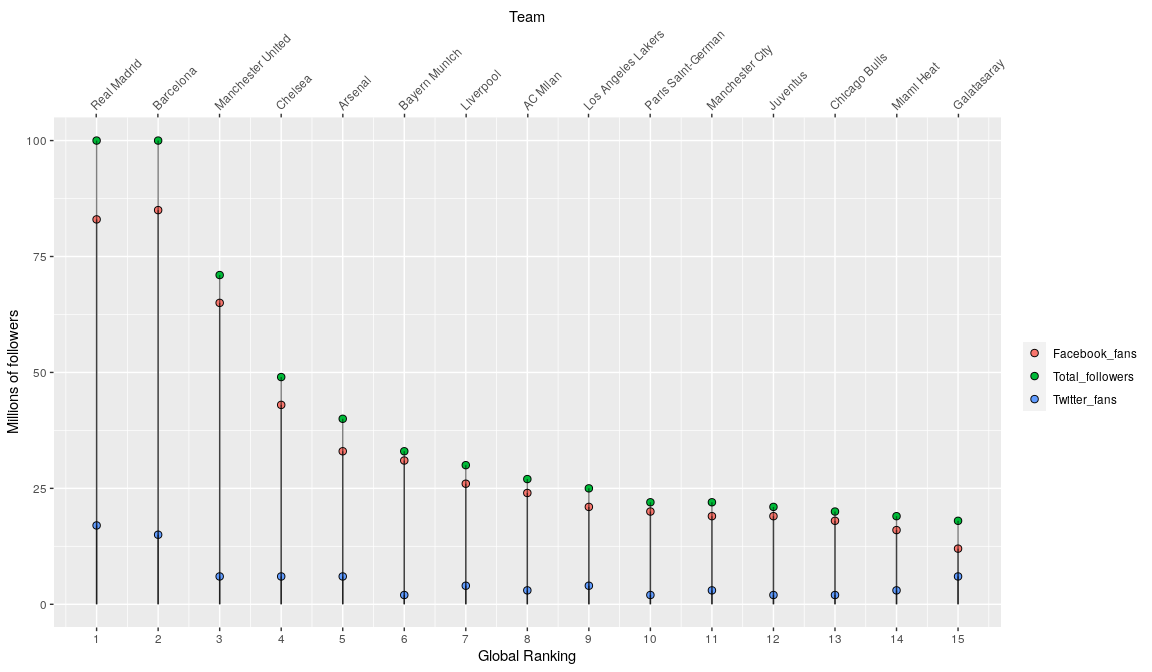 Team
Real Madrid
Barcelona
Manchester United
Chelsea
Arsenal
Bayern Munich
Liverpool
AC Milan
Los Angeles Lakers
Paris Saint-German
Manchester City
Juventus
Chicago Bulls
Miami Heat
Galatasaray
100
75
50
25
0
Millions of followers
Facebook_fans
Total_followers
Twitter_fans
1 2 3 4 5 6 7 8 9 10 11 12 13 14 15
Global Ranking